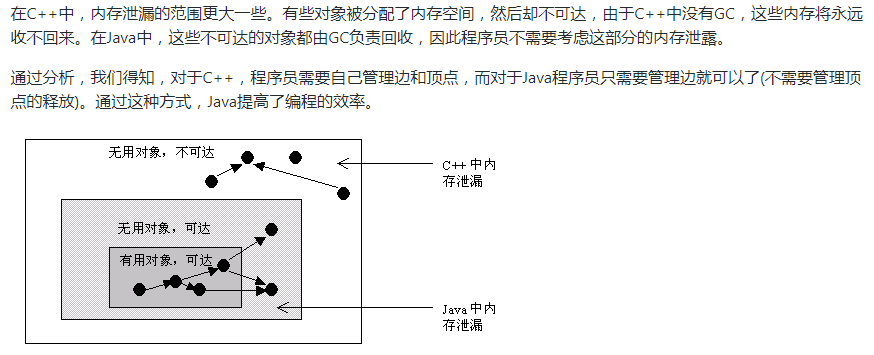 在C++中，内存泄漏的范围更大一些。有些对象被分配了内存空间，然后却不可达，由于C++中没有GC，这些内存将永远
收不回来。在Java中，这些不可达的对象都由GC负责回收，因此程序员不需要考虑这部分的内存泄露。
通过分析，我们得知，对于C++，程序员需要自己管理边和顶点，而对于Java程序员只需要管理边就可以了(不需要管理顶
点的释放)。通过这种方式，Java提高了编程的效率。
无用对象，不可达
C++中内
存泄漏
无用对象，可达
有用对象，可达
Java中内
存泄漏